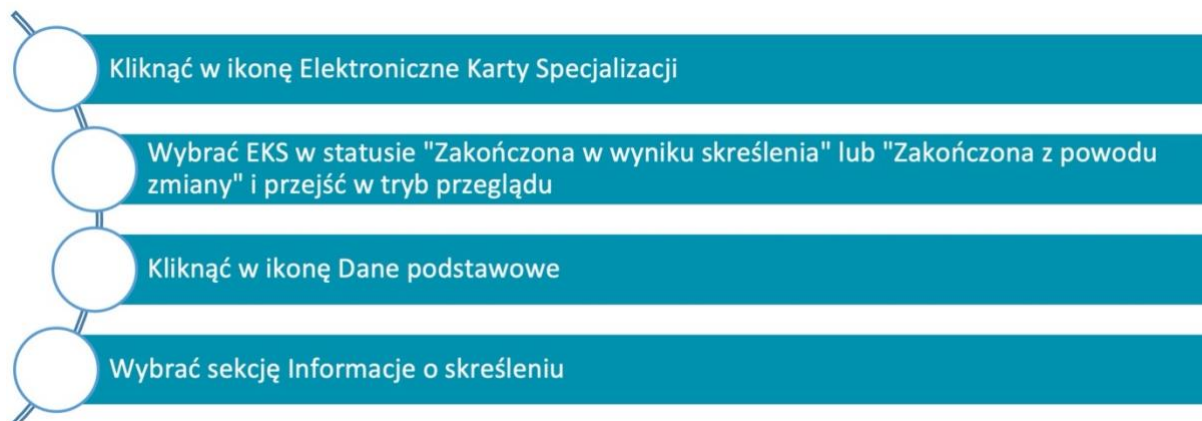 Kliknąć w ikonę Elektroniczne Karty Specjalizacji
Wybrać EKS w statusie "Zakończona w wyniku skreślenia" lub "Zakończona z powodu
zmiany" i przejść w tryb przeglądu
Kliknąć w ikonę Dane podstawowe
Wybrać sekcję Informacje o skreśleniu